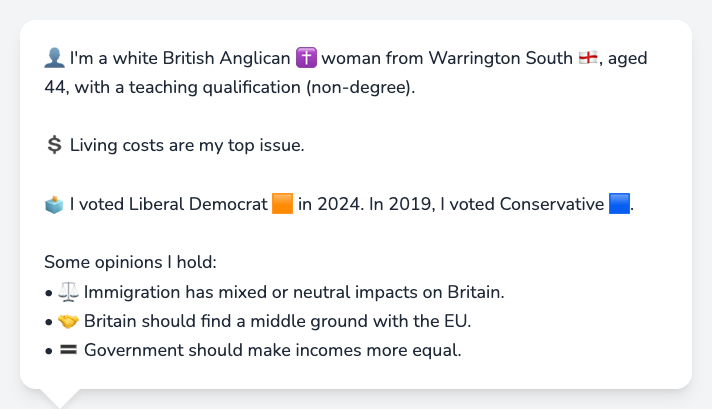 👤 I'm a white British Anglican ✝️ woman from Warrington South 🏴󠁧󠁢󠁥󠁮󠁧󠁿, aged
44, with a teaching qualification (non-degree).
💲 Living costs are my top issue.
🗳️ I voted Liberal Democrat 🟧 in 2024. In 2019, I voted Conservative 🟦.
Some opinions I hold:
• ⚖️ Immigration has mixed or neutral impacts on Britain.
• 🤝 Britain should find a middle ground with the EU.
• 🟰 Government should make incomes more equal.